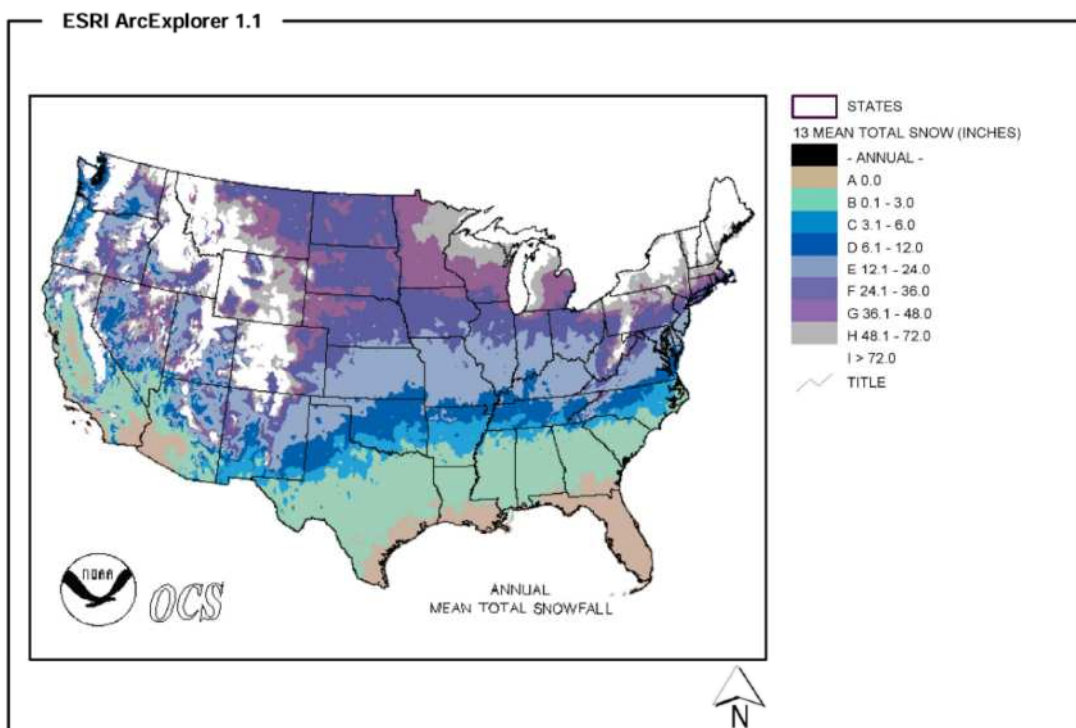 ESRI ArcExplorer 1.1
STATES
13 MEAN TOTAL SNOW (INCHES)
- ANNUAL -
A 0.0
B 0.1 - 3.0
C 3.1 - 6.0
D 6.1 - 12.0
E 12.1 - 24.0
F 24.1 - 36.0
G 36.1 - 48.0
H 48.1 - 72.0
I > 72.0
TITLE
NOAA
OCS
ANNUAL
MEAN TOTAL SNOWFALL
N